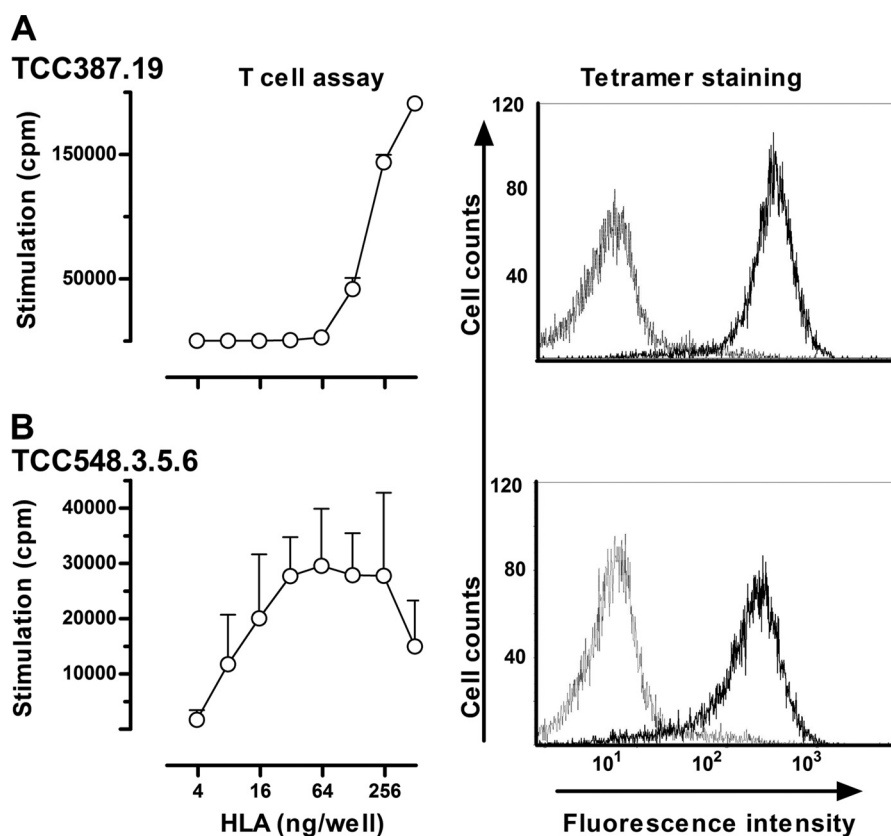 A
TCC387.19
T cell assay
Tetramer staining
Stimulation (cpm)
150000
50000
Cell counts
120
80
40
B
TCC548.3.5.6
Stimulation (cpm)
40000
30000
20000
10000
4
16
64
256
HLA (ng/well)
Cell counts
120
80
40
10¹
10²
10³
Fluorescence intensity